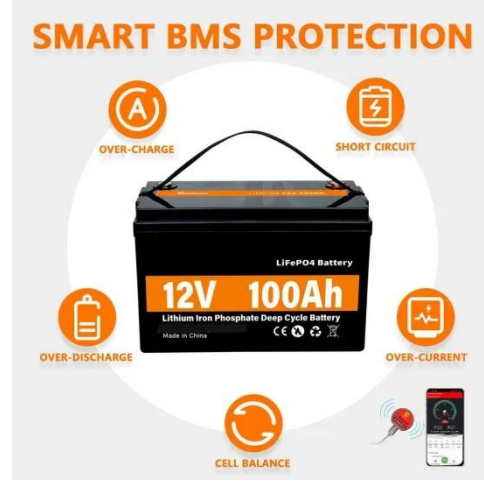 SMART BMS PROTECTION
OVER-CHARGE
SHORT CIRCUIT
LiFePO4 Battery
12V 100Ah
Lithium Iron Phosphate Deep Cycle Battery
Made in China
CE
OVER-DISCHARGE
OVER-CURRENT
CELL BALANCE